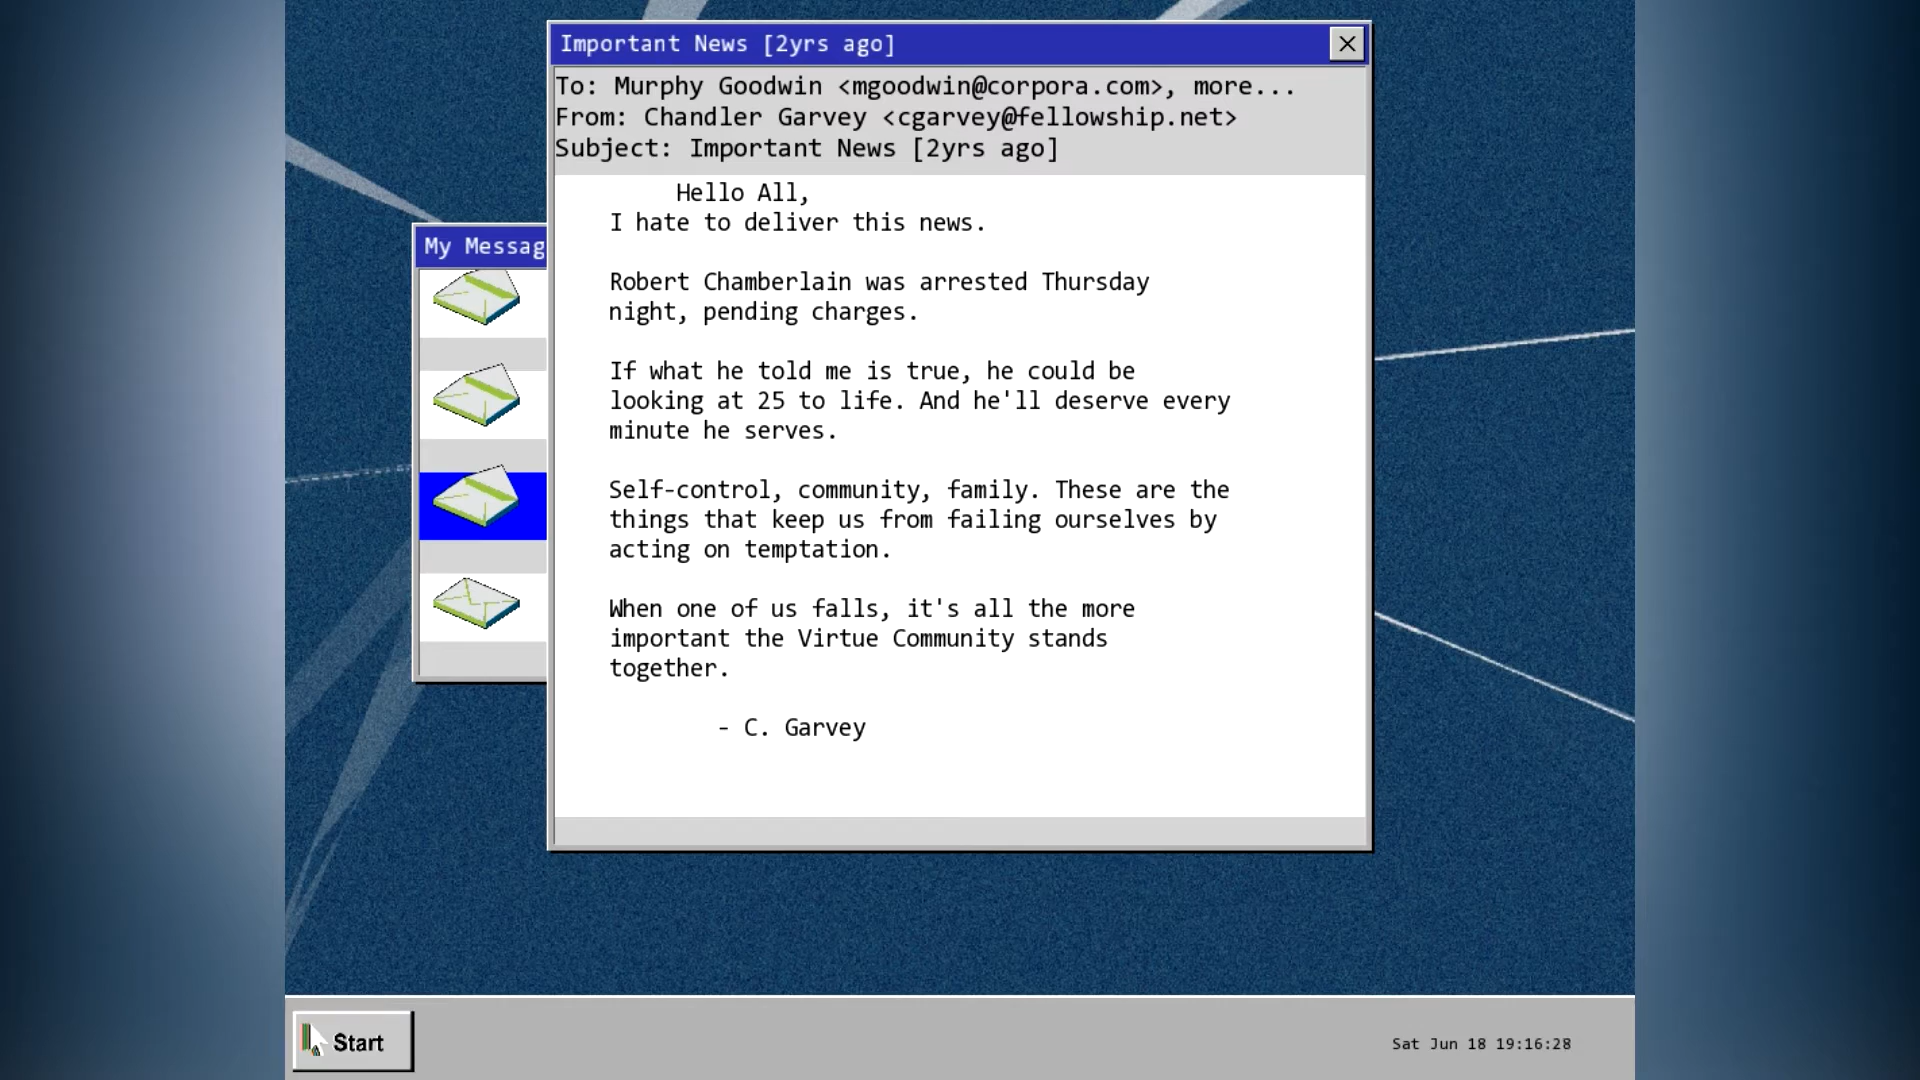 Important News [2yrs ago]
To: Murphy Goodwin <mgoodwin@corpora.com>, more...
From: Chandler Garvey <cgarvey@fellowship.net>
Subject: Important News [2yrs ago]
My Messag
Hello All,
I hate to deliver this news.
Robert Chamberlain was arrested Thursday
night, pending charges.
If what he told me is true, he could be
looking at 25 to life. And he'll deserve every
minute he serves.
Self-control, community, family. These are the
things that keep us from failing ourselves by
acting on temptation.
When one of us falls, it's all the more
important the Virtue Community stands
together.
- C. Garvey
Start
Sat Jun 18 19:16:28